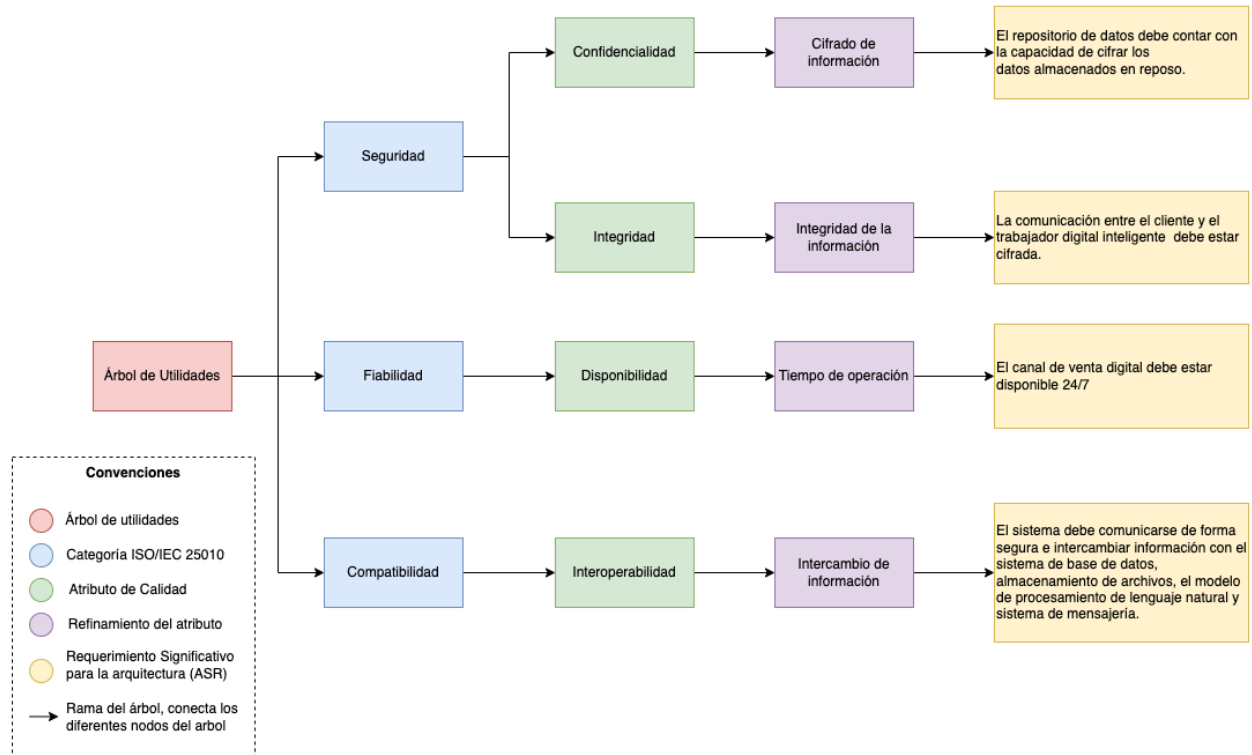 Confidencialidad
Cifrado de
información
El repositorio de datos debe contar con
la capacidad de cifrar los
datos almacenados en reposo.
Seguridad
Integridad
Integridad de la
información
La comunicación entre el cliente y el
trabajador digital inteligente debe estar
cifrada.
Árbol de Utilidades
Fiabilidad
Disponibilidad
Tiempo de operación
El canal de venta digital debe estar
disponible 24/7
Compatibilidad
Interoperabilidad
Intercambio de
información
El sistema debe comunicarse de forma
segura e intercambiar información con el
sistema de base de datos,
almacenamiento de archivos, el modelo
de procesamiento de lenguaje natural y
sistema de mensajería.
Convenciones
Árbol de utilidades
Categoría ISO/IEC 25010
Atributo de Calidad
Refinamiento del atributo
Requerimiento Significativo
para la arquitectura (ASR)
Rama del árbol, conecta los
diferentes nodos del arbol